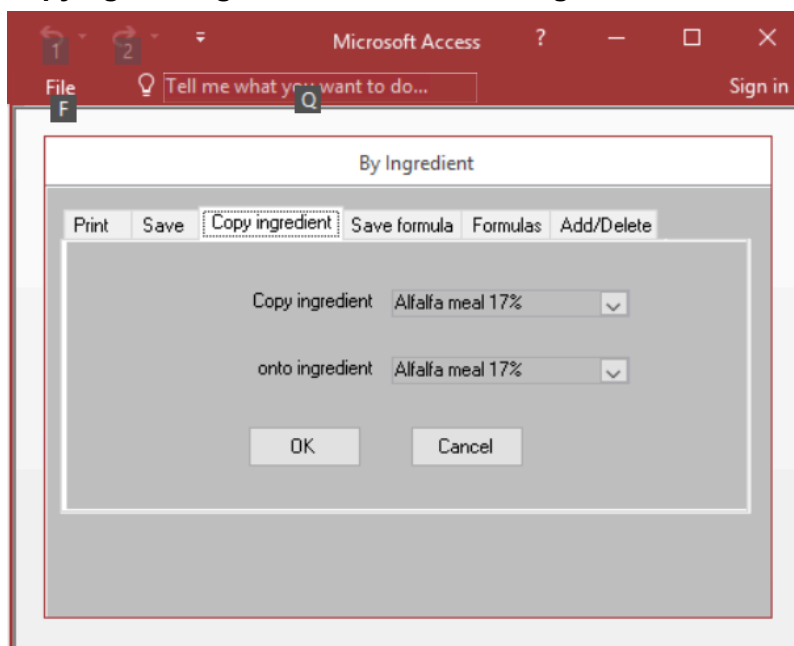 1 2 Microsoft Access ?
File Tell me what you want to do... Sign in
F Q
By Ingredient
Print Save Copy ingredient Save formula Formulas Add/Delete
Copy ingredient Alfalfa meal 17%
onto ingredient Alfalfa meal 17%
OK Cancel